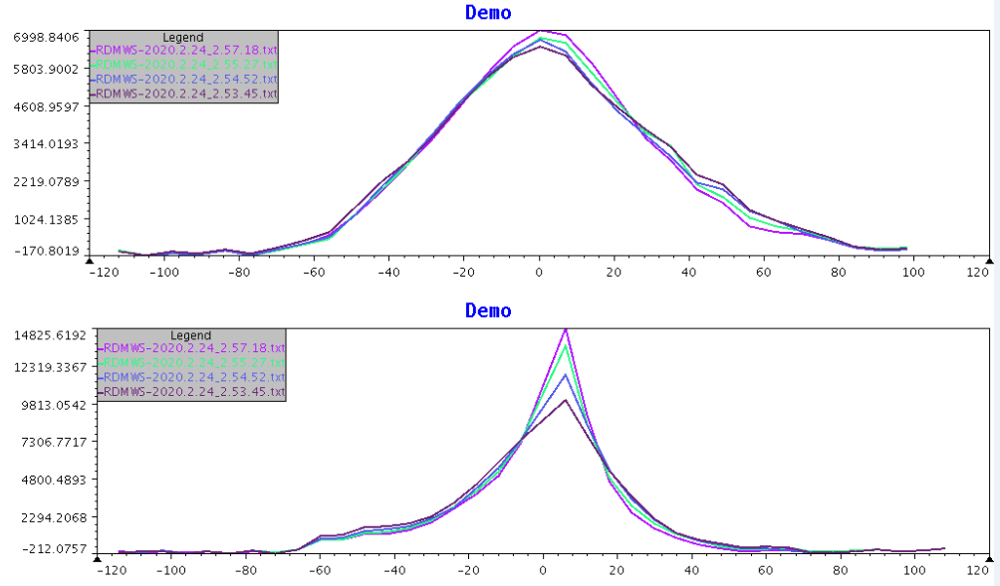 Demo
6998.8406
5803.9002
4608.9597
3414.0193
2219.0789
1024.1385
-170.8019
Legend
RDMWS-2020.2.24_2.57.18.txt
RDMWS-2020.2.24_2.55.27.txt
RDMWS-2020.2.24_2.54.52.txt
RDMWS-2020.2.24_2.53.45.txt
-120 -100 -80 -60 -40 -20 0 20 40 60 80 100 120
Demo
14825.6192
12319.3367
9813.0542
7306.7717
4800.4893
2294.2068
-212.0757
Legend
RDMWS-2020.2.24_2.57.18.txt
RDMWS-2020.2.24_2.55.27.txt
RDMWS-2020.2.24_2.54.52.txt
RDMWS-2020.2.24_2.53.45.txt
-120 -100 -80 -60 -40 -20 0 20 40 60 80 100 120